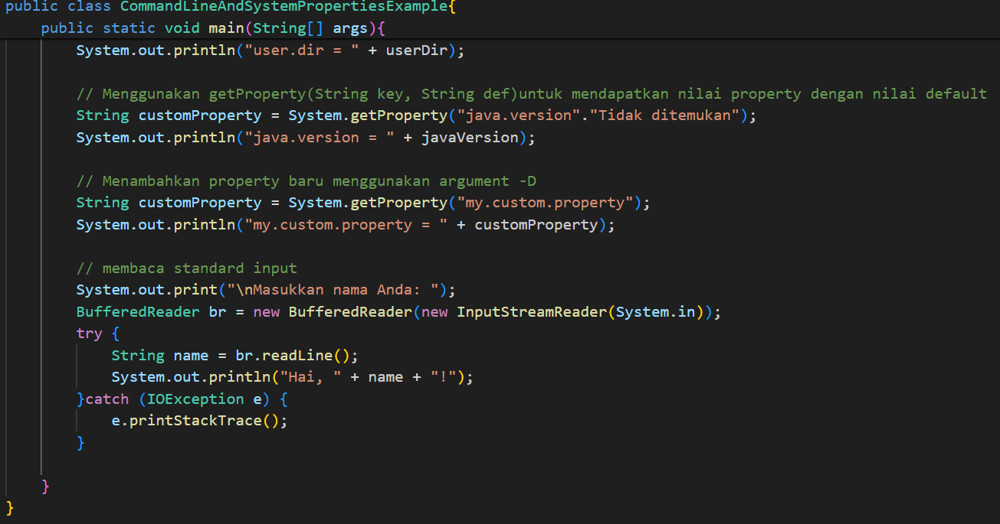 public class CommandLineAndSystemPropertiesExample{
    public static void main(String[] args){
        System.out.println("user.dir = " + userDir);

        // Menggunakan getProperty(String key, String def)untuk mendapatkan nilai property dengan nilai default
        String customProperty = System.getProperty("java.version"."Tidak ditemukan");
        System.out.println("java.version = " + javaVersion);

        // Menambahkan property baru menggunakan argument -D
        String customProperty = System.getProperty("my.custom.property");
        System.out.println("my.custom.property = " + customProperty);

        // membaca standard input
        System.out.print("\nMasukkan nama Anda: ");
        BufferedReader br = new BufferedReader(new InputStreamReader(System.in));
        try {
            String name = br.readLine();
            System.out.println("Hai, " + name + "!");
        }catch (IOException e) {
            e.printStackTrace();
        }

    }
}